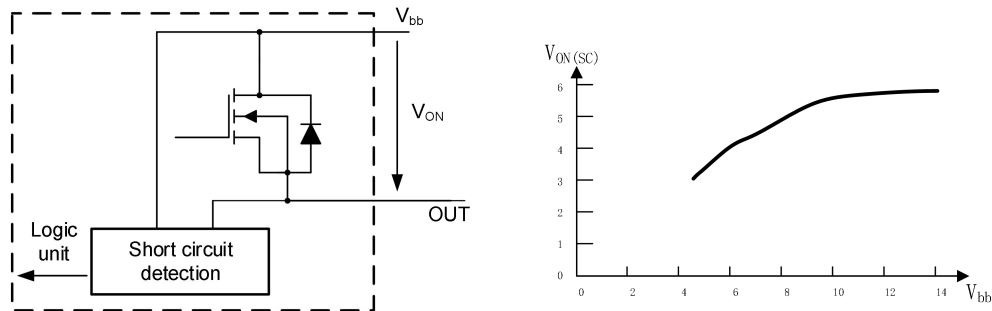 Vbb
VON
OUT
Logic
unit
Short circuit
detection
VON(SC)
6
5
4
3
2
1
0
0 2 4 6 8 10 12 14
Vbb